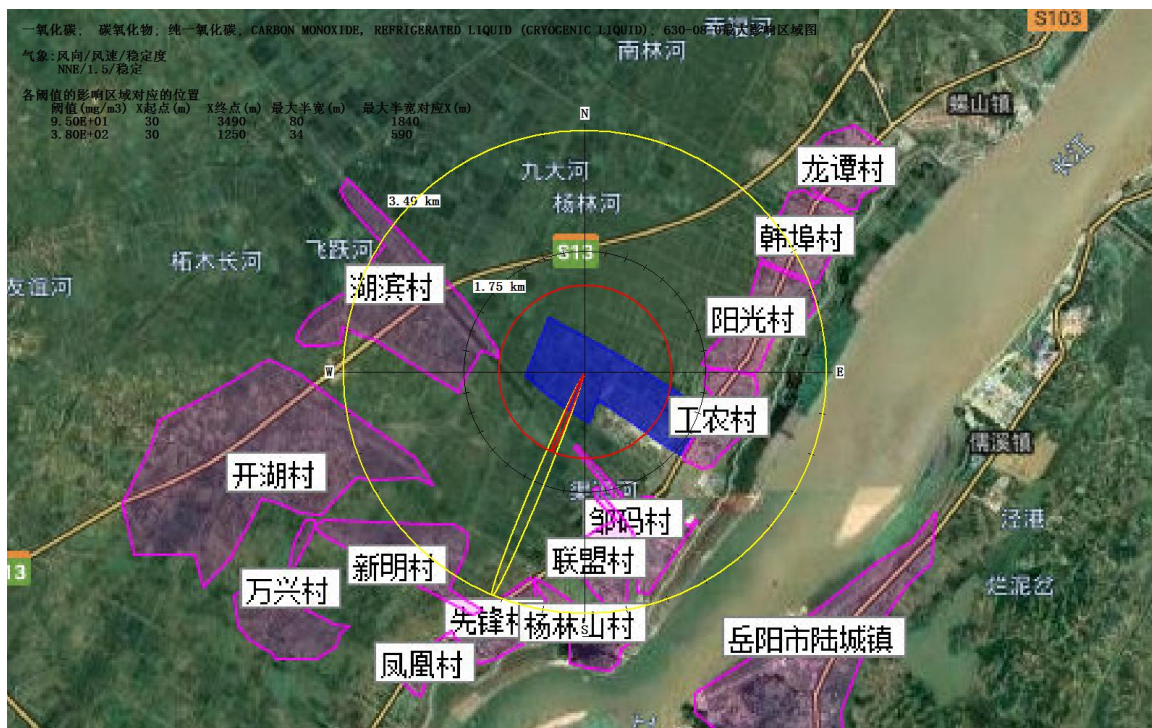 一氧化碳; 碳氧化物; 纯一氧化碳; CARBON MONOXIDE, REFRIGERATED LIQUID (CRYOGENIC LIQUID); 630-08-0最大影响区域图
气象:风向/风速/稳定度
NNE/1.5/稳定
各阈值的影响区域对应的位置
阈值(mg/m3) X起点(m) X终点(m) 最大半宽(m) 最大半宽对应X(m)
9.50E+01 30 3490 80 1840
3.80E+02 30 1250 34 590
S103
南林河
螺山镇
N
长江
龙潭村
九大河
3.49 km
杨林河
韩埠村
飞跃河
S13
柘木长河
湖滨村
友谊河
1.75 km
阳光村
W
E
工农村
儒溪镇
开湖村
邹码村
泾港
联盟村
新明村
13
万兴村
烂泥岔
先锋村
杨林山村
S
岳阳市陆城镇
凤凰村